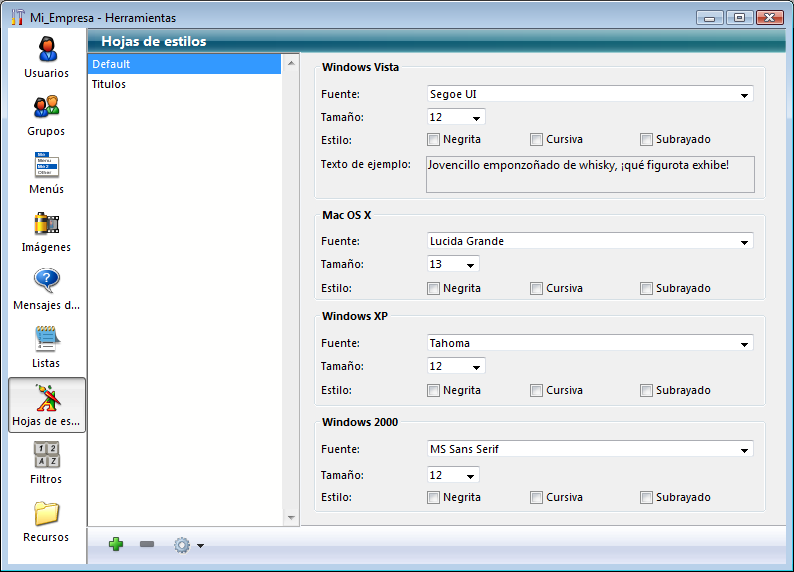 Mi_Empresa - Herramientas
Usuarios
Grupos
Menús
Imágenes
Mensajes d...
Listas
Hojas de es...
Filtros
Recursos
Hojas de estilos
Default
Titulos
Windows Vista
Fuente: Segoe UI
Tamaño: 12
Estilo: Negrita Cursiva Subrayado
Texto de ejemplo: Jovencillo emponzoñado de whisky, ¡qué figurota exhibe!
Mac OS X
Fuente: Lucida Grande
Tamaño: 13
Estilo: Negrita Cursiva Subrayado
Windows XP
Fuente: Tahoma
Tamaño: 12
Estilo: Negrita Cursiva Subrayado
Windows 2000
Fuente: MS Sans Serif
Tamaño: 12
Estilo: Negrita Cursiva Subrayado